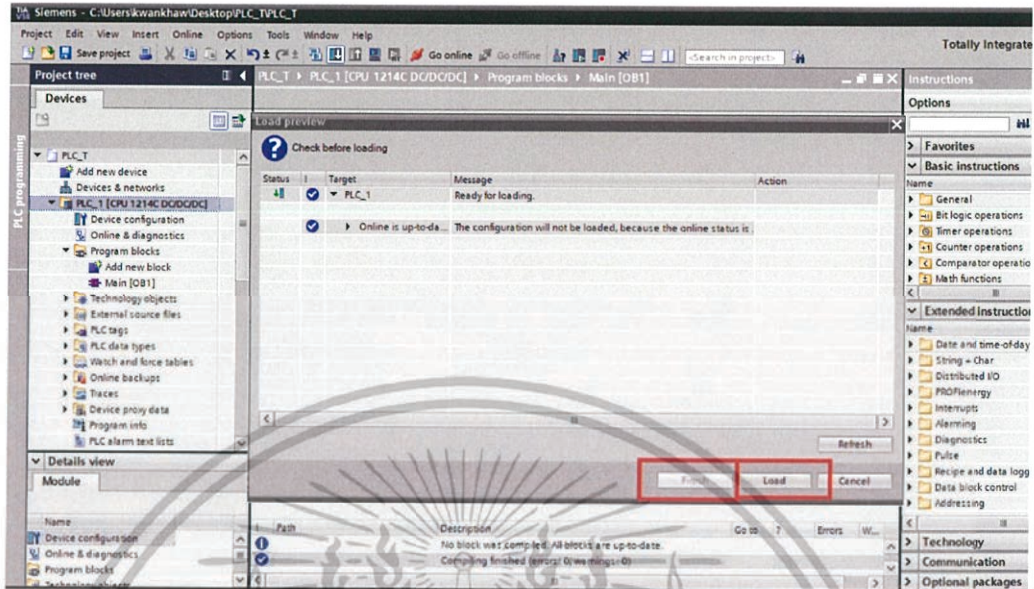 Siemens - C:\Users\kwankhaw\Desktop\PLC_T\PLC_T
Project Edit View Insert Online Options Tools Window Help
Totally Integrate
Save project
Go online
Go offline
<Search in project>
Project tree
PLC_T PLC_1 [CPU 1214C DC/DC/DC] Program blocks Main [OB1]
Instructions
Devices
Options
PLC programming
PLC_T
Add new device
Devices & networks
PLC_1 [CPU 1214C DC/DC/DC]
Device configuration
Online & diagnostics
Program blocks
Add new block
Main [OB1]
Technology objects
External source files
PLC tags
PLC data types
Watch and force tables
Online backups
Traces
Device proxy data
Program info
PLC alarm text lists
Details view
Module
Name
Device configuration
Online & diagnostics
Program blocks
Load preview
Check before loading
Status ! Target Message Action
PLC_1 Ready for loading.
Online is up-to-da... The configuration will not be loaded, because the online status is
Refresh
Load
Cancel
! Path Description Go to ? Errors W...
No block was compiled. All blocks are up-to-date.
Compiling finished (errors: 0; warnings: 0)
Favorites
Basic instructions
Name
General
Bit logic operations
Timer operations
Counter operations
Comparator operatio
Math functions
Extended instruction
Name
Date and time-of-day
String + Char
Distributed I/O
PROFIenergy
Interrupts
Alarming
Diagnostics
Pulse
Recipe and data logg
Data block control
Addressing
Technology
Communication
Optional packages